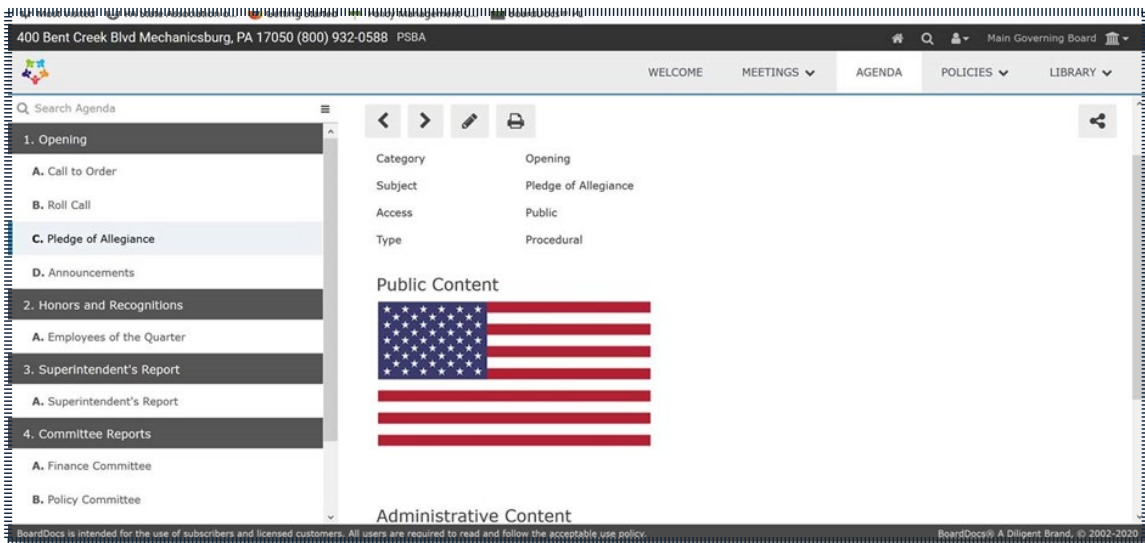 400 Bent Creek Blvd Mechanicsburg, PA 17050 (800) 932-0588 PSBA
Main Governing Board
WELCOME MEETINGS AGENDA POLICIES LIBRARY
Search Agenda
1. Opening
A. Call to Order
B. Roll Call
C. Pledge of Allegiance
D. Announcements
2. Honors and Recognitions
A. Employees of the Quarter
3. Superintendent's Report
A. Superintendent's Report
4. Committee Reports
A. Finance Committee
B. Policy Committee
Category Opening
Subject Pledge of Allegiance
Access Public
Type Procedural
Public Content
Administrative Content
BoardDocs is intended for the use of subscribers and licensed customers. All users are required to read and follow the acceptable use policy.
BoardDocs® A Diligent Brand, © 2002-2020